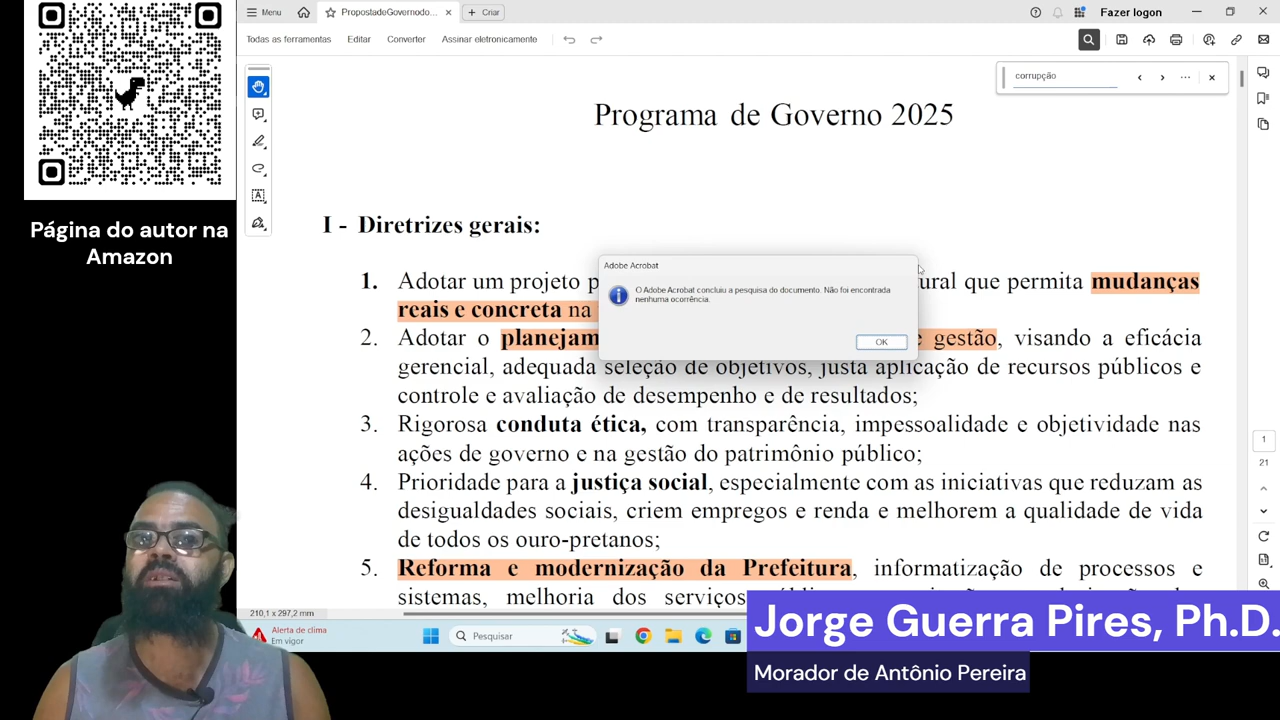 Menu
PropostadeGovernodo...
Criar
Fazer logon
Todas as ferramentas
Editar
Converter
Assinar eletronicamente
corrupção
Página do autor na
Amazon
Programa de Governo 2025
I - Diretrizes gerais:
Adobe Acrobat
O Adobe Acrobat concluiu a pesquisa do documento. Não foi encontrada
nenhuma ocorrência.
OK
1. Adotar um projeto ural que permita mudanças
reais e concreta na
2. Adotar o gestão, visando a eficácia
gerencial, adequada seleção de objetivos, justa aplicação de recursos públicos e
controle e avaliação de desempenho e de resultados;
3. Rigorosa conduta ética, com transparência, impessoalidade e objetividade nas
ações de governo e na gestão do patrimônio público;
4. Prioridade para a justiça social, especialmente com as iniciativas que reduzam as
desigualdades sociais, criem empregos e renda e melhorem a qualidade de vida
de todos os ouro-pretanos;
5. Reforma e modernização da Prefeitura, informatização de processos e
sistemas, melhoria dos serviços
1
21
210,1 x 297,2 mm
Alerta de clima
Em vigor
Pesquisar
Jorge Guerra Pires, Ph.D.
Morador de Antônio Pereira